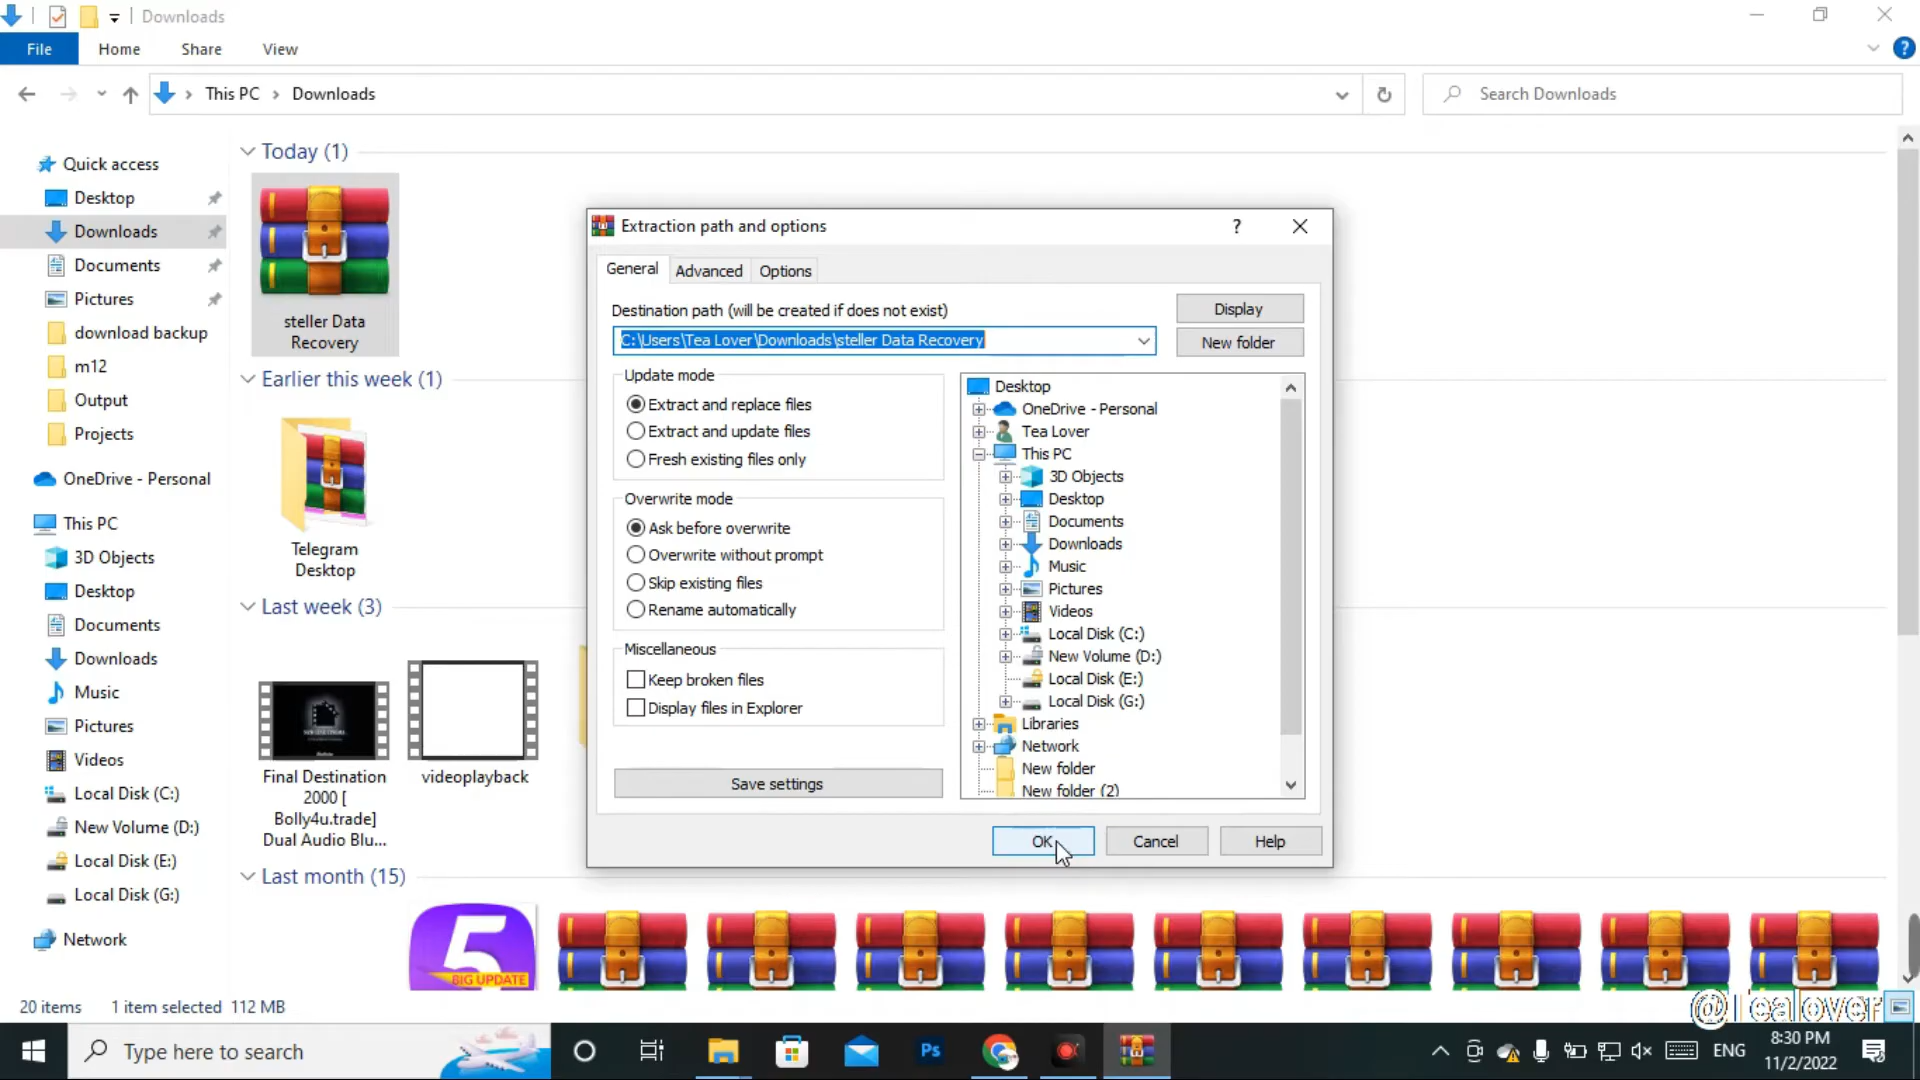 Downloads
File
Home
Share
View
This PC
Downloads
Search Downloads
Quick access
Desktop
Downloads
Documents
Pictures
download backup
m12
Output
Projects
OneDrive - Personal
This PC
3D Objects
Desktop
Documents
Downloads
Music
Pictures
Videos
Local Disk (C:)
New Volume (D:)
Local Disk (E:)
Local Disk (G:)
Network
Today (1)
steller Data
Recovery
Earlier this week (1)
Telegram
Desktop
Last week (3)
Final Destination
2000 [
Bolly4u.trade]
Dual Audio Blu...
videoplayback
Last month (15)
5
BIG UPDATE
Extraction path and options
?
General
Advanced
Options
Destination path (will be created if does not exist)
C:\Users\Tea Lover\Downloads\steller Data Recovery
Display
New folder
Update mode
Extract and replace files
Extract and update files
Fresh existing files only
Overwrite mode
Ask before overwrite
Overwrite without prompt
Skip existing files
Rename automatically
Miscellaneous
Keep broken files
Display files in Explorer
Save settings
Desktop
OneDrive - Personal
Tea Lover
This PC
3D Objects
Desktop
Documents
Downloads
Music
Pictures
Videos
Local Disk (C:)
New Volume (D:)
Local Disk (E:)
Local Disk (G:)
Libraries
Network
New folder
New folder (2)
OK
Cancel
Help
20 items
1 item selected 112 MB
@Tealover
Type here to search
Ps
ENG
8:30 PM
11/2/2022